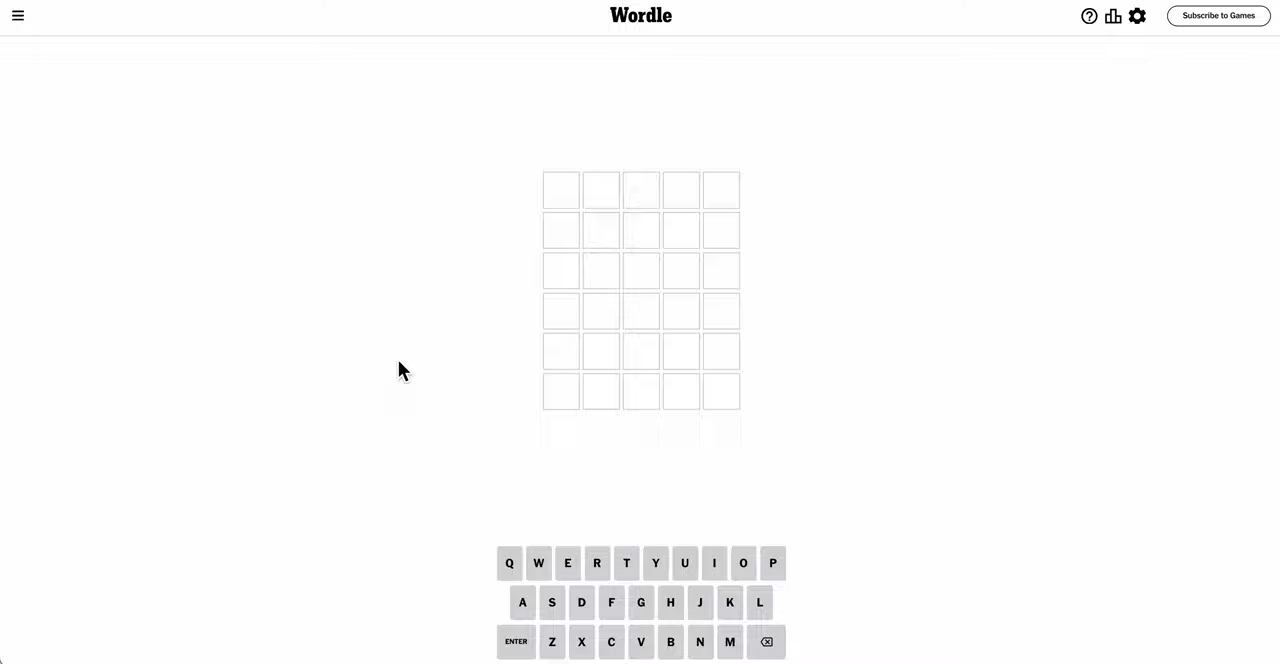 Wordle
Subscribe to Games
Q W E R T Y U I O P
A S D F G H J K L
ENTER Z X C V B N M